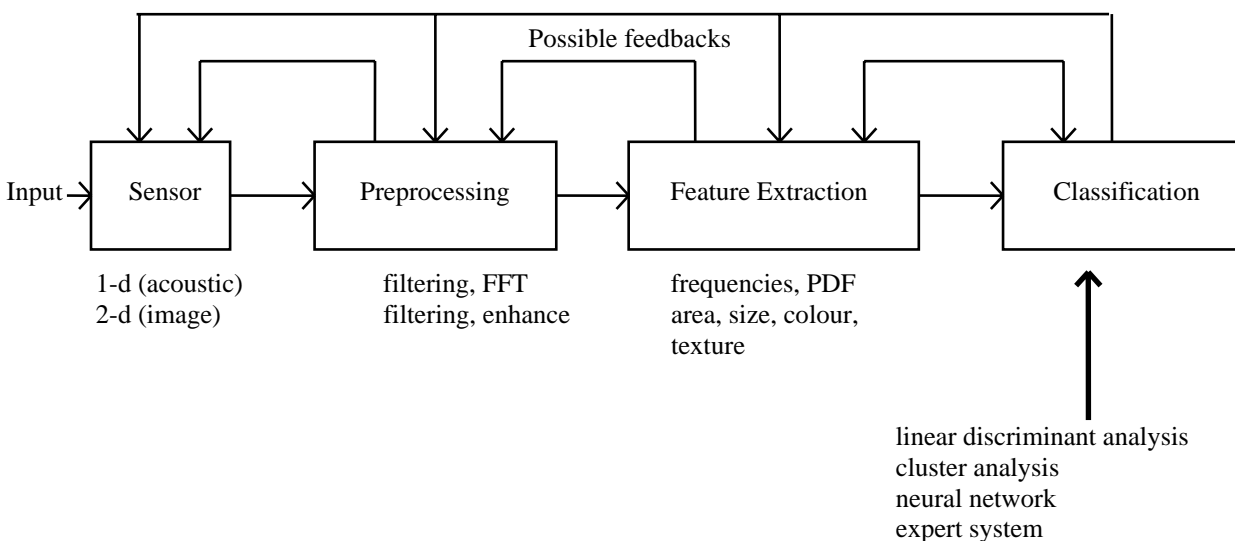 Possible feedbacks
Input
Sensor
Preprocessing
Feature Extraction
Classification
1-d (acoustic)
2-d (image)
filtering, FFT
filtering, enhance
frequencies, PDF
area, size, colour,
texture
linear discriminant analysis
cluster analysis
neural network
expert system